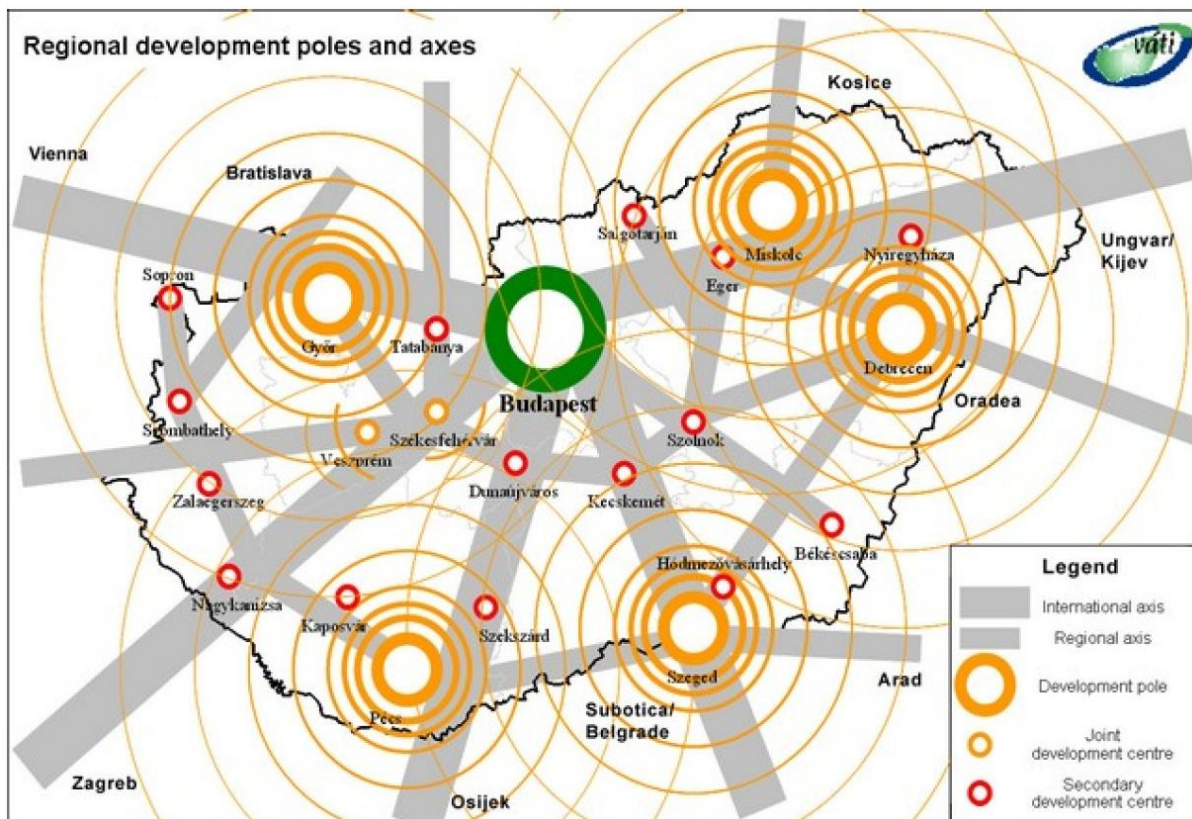 Regional development poles and axes
váti
Kosice
Vienna
Bratislava
Salgótarján
Miskolc
Nyíregyháza
Ungvar/
Kijev
Sopron
Eger
Győr
Tatabánya
Debrecen
Budapest
Oradea
Szombathely
Székesfehérvár
Szolnok
Veszprém
Zalaegerszeg
Dunaújváros
Kecskemét
Békéscsaba
Hódmezővásárhely
Nagykanizsa
Kaposvár
Szekszárd
Szeged
Arad
Pécs
Subotica/
Belgrade
Zagreb
Osijek
Legend
International axis
Regional axis
Development pole
Joint
development centre
Secondary
development centre